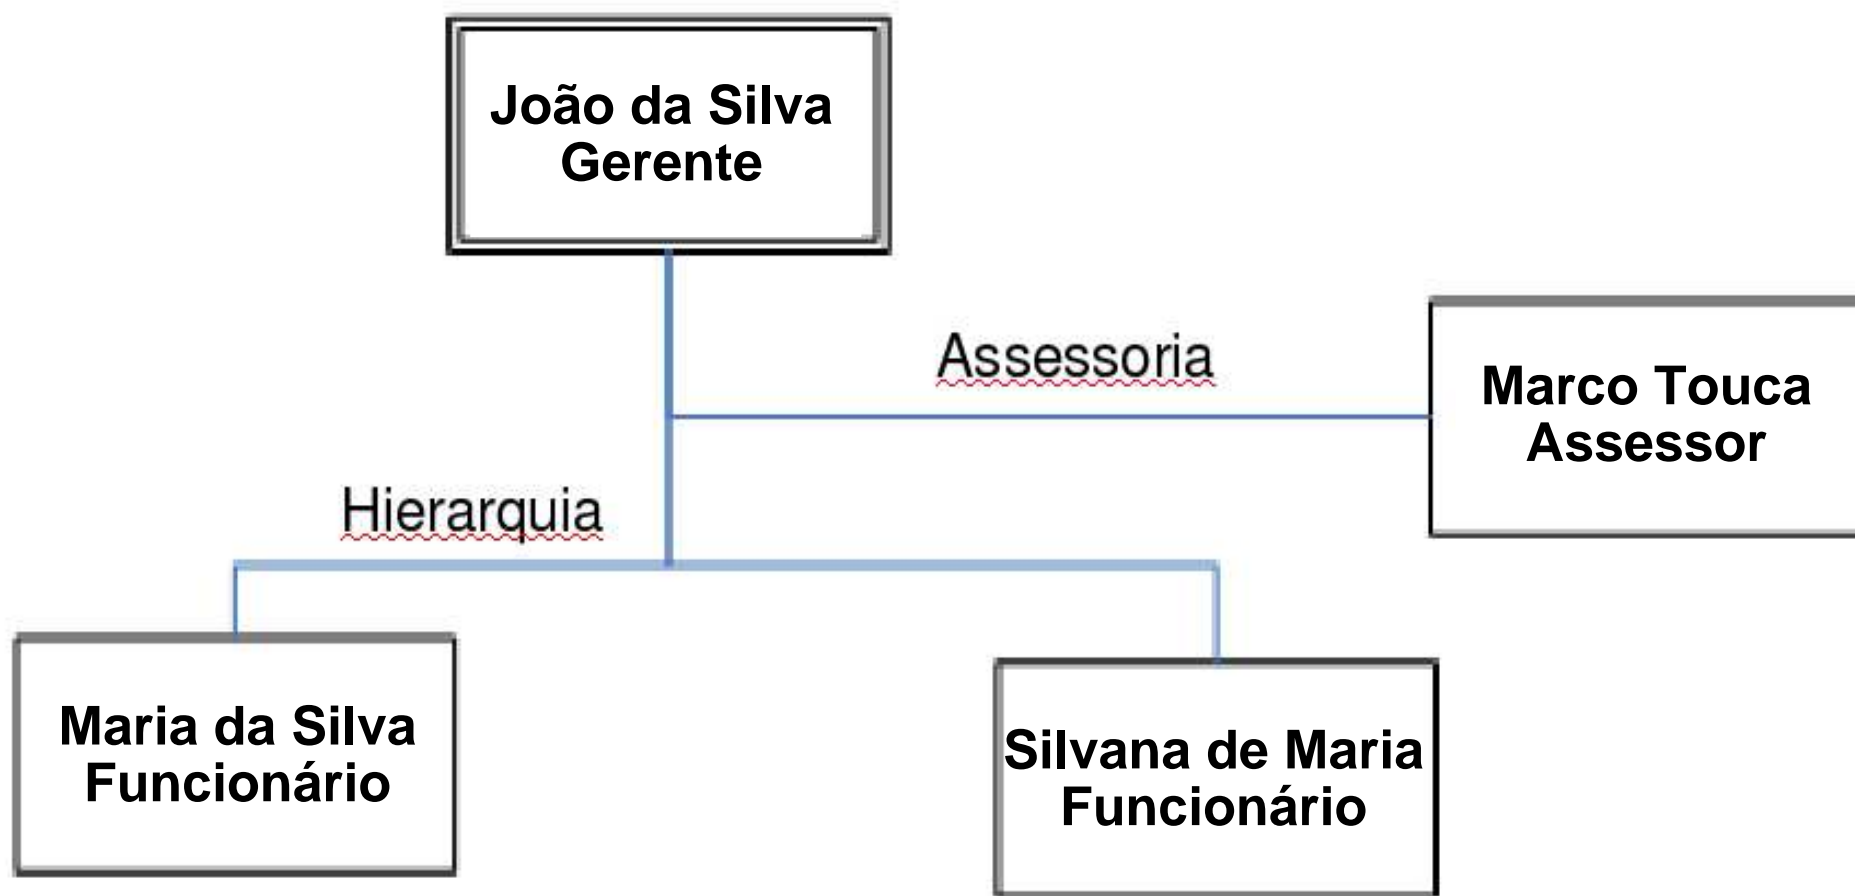 João da Silva
Gerente
Assessoria
Marco Touca
Assessor
Hierarquia
Maria da Silva
Funcionário
Silvana de Maria
Funcionário